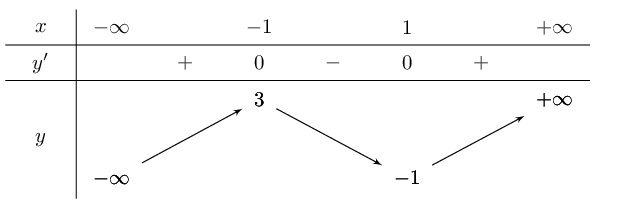 x −∞ −1 1 +∞
y′ + 0 − 0 +
3 +∞
y
−∞ −1